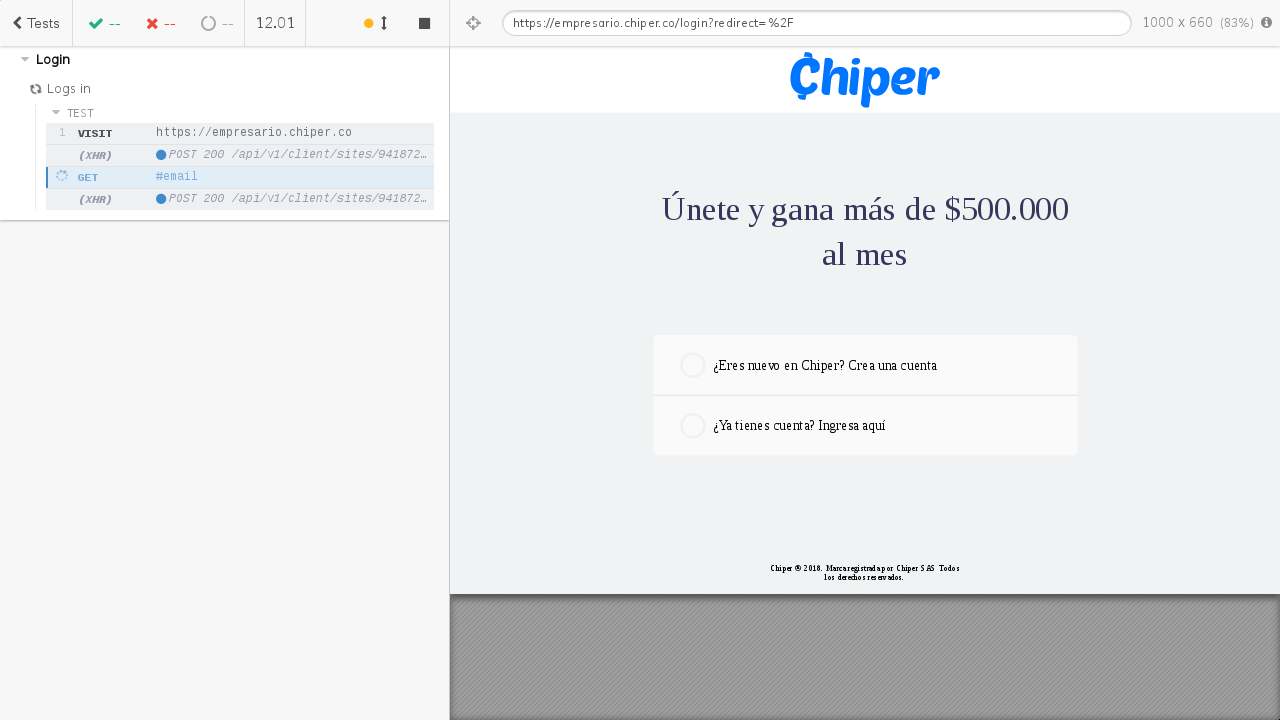 Tests
--
--
--
12.01
https://empresario.chiper.co/login?redirect=%2F
1000 x 660 (83%)
Login
Logs in
TEST
1 VISIT https://empresario.chiper.co
(XHR) POST 200 /api/v1/client/sites/941872…
GET #email
(XHR) POST 200 /api/v1/client/sites/941872…
Chiper
Únete y gana más de $500.000
al mes
¿Eres nuevo en Chiper? Crea una cuenta
¿Ya tienes cuenta? Ingresa aquí
Chiper ® 2018. Marca registrada por Chiper SAS Todos
los derechos reservados.